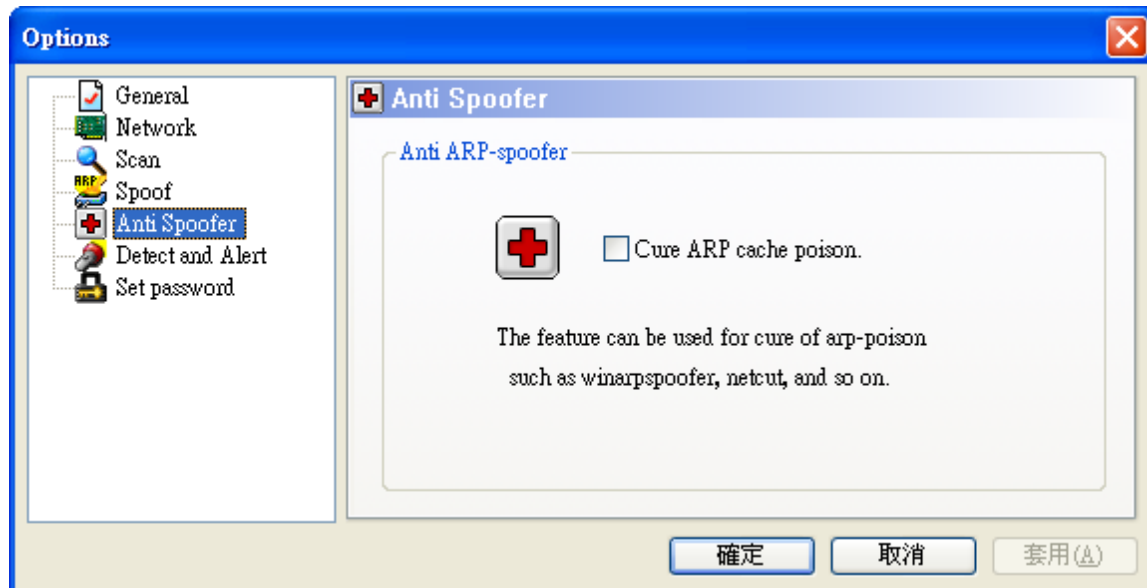 Options
General
Network
Scan
ARP
Spoof
Anti Spoofer
Detect and Alert
Set password
Anti Spoofer
Anti ARP-spoofer
Cure ARP cache poison.
The feature can be used for cure of arp-poison
such as winarpspoofer, netcut, and so on.
確定
取消
套用(A)